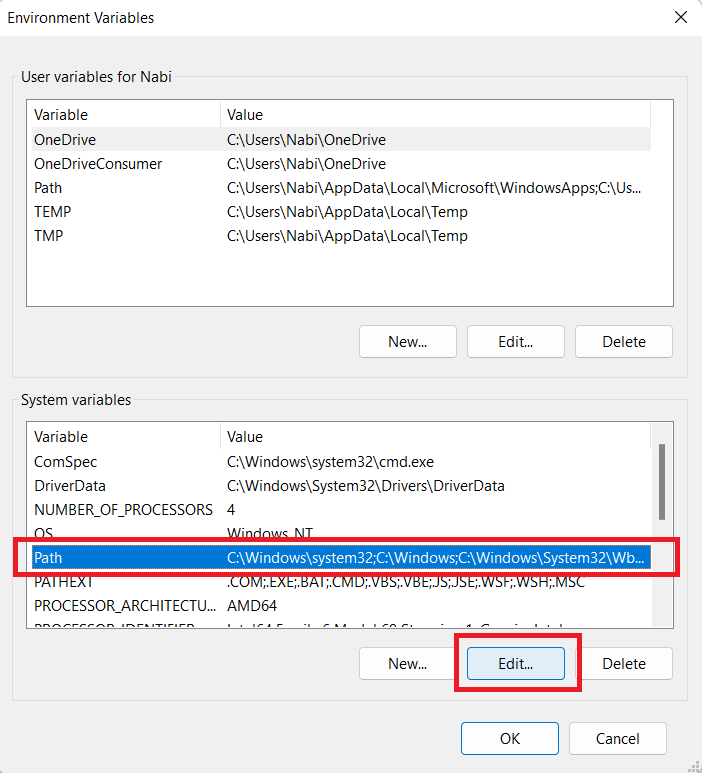 Environment Variables
User variables for Nabi
Variable Value
OneDrive C:\Users\Nabi\OneDrive
OneDriveConsumer C:\Users\Nabi\OneDrive
Path C:\Users\Nabi\AppData\Local\Microsoft\WindowsApps;C:\Us...
TEMP C:\Users\Nabi\AppData\Local\Temp
TMP C:\Users\Nabi\AppData\Local\Temp
New... Edit... Delete
System variables
Variable Value
ComSpec C:\Windows\system32\cmd.exe
DriverData C:\Windows\System32\Drivers\DriverData
NUMBER_OF_PROCESSORS 4
OS Windows_NT
Path C:\Windows\system32;C:\Windows;C:\Windows\System32\Wb...
PATHEXT .COM;.EXE;.BAT;.CMD;.VBS;.VBE;.JS;.JSE;.WSF;.WSH;.MSC
PROCESSOR_ARCHITECTU... AMD64
New... Edit... Delete
OK Cancel